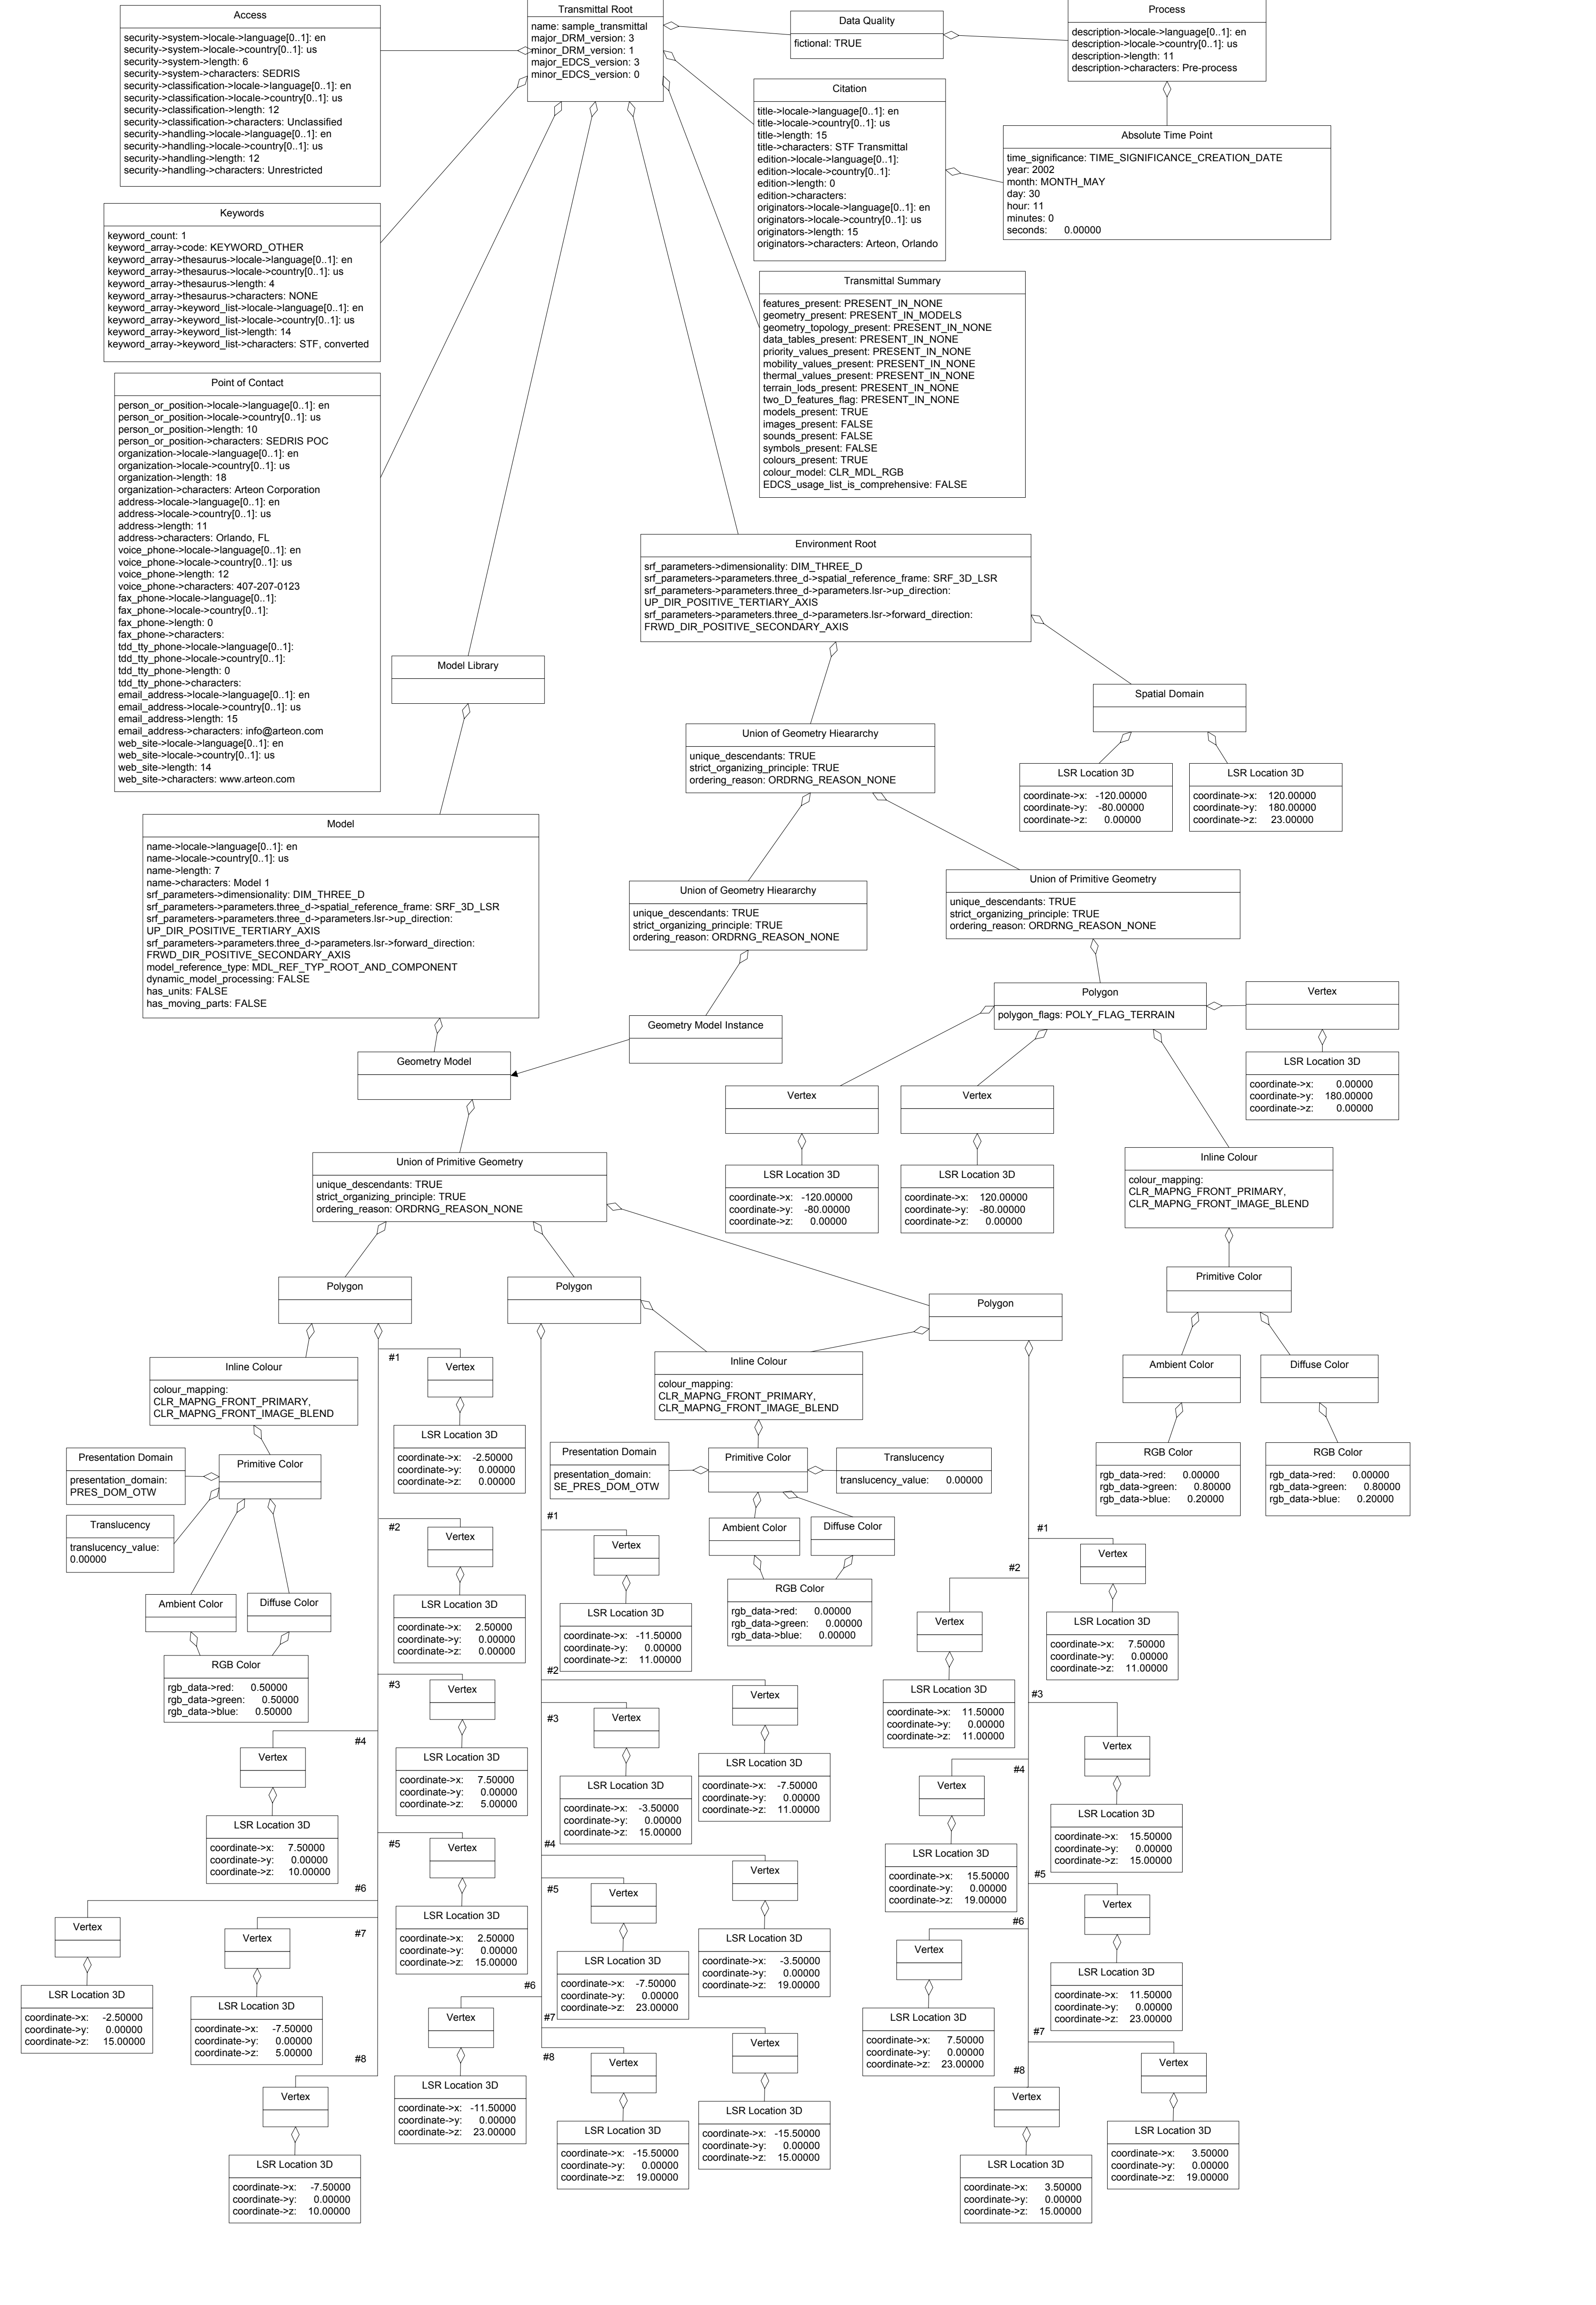 Transmittal Root
name: sample_transmittal
major_DRM_version: 3
minor_DRM_version: 1
major_EDCS_version: 3
minor_EDCS_version: 0
Access
security->system->locale->language[0..1]: en
security->system->locale->country[0..1]: us
security->system->length: 6
security->system->characters: SEDRIS
security->classification->locale->language[0..1]: en
security->classification->locale->country[0..1]: us
security->classification->length: 12
security->classification->characters: Unclassified
security->handling->locale->language[0..1]: en
security->handling->locale->country[0..1]: us
security->handling->length: 12
security->handling->characters: Unrestricted
Data Quality
fictional: TRUE
Process
description->locale->language[0..1]: en
description->locale->country[0..1]: us
description->length: 11
description->characters: Pre-process
Citation
title->locale->language[0..1]: en
title->locale->country[0..1]: us
title->length: 15
title->characters: STF Transmittal
edition->locale->language[0..1]:
edition->locale->country[0..1]:
edition->length: 0
edition->characters:
originators->locale->language[0..1]: en
originators->locale->country[0..1]: us
originators->length: 15
originators->characters: Arteon, Orlando
Absolute Time Point
time_significance: TIME_SIGNIFICANCE_CREATION_DATE
year: 2002
month: MONTH_MAY
day: 30
hour: 11
minutes: 0
seconds: 0.00000
Keywords
keyword_count: 1
keyword_array->code: KEYWORD_OTHER
keyword_array->thesaurus->locale->language[0..1]: en
keyword_array->thesaurus->locale->country[0..1]: us
keyword_array->thesaurus->length: 4
keyword_array->thesaurus->characters: NONE
keyword_array->keyword_list->locale->language[0..1]: en
keyword_array->keyword_list->locale->country[0..1]: us
keyword_array->keyword_list->length: 14
keyword_array->keyword_list->characters: STF, converted
Transmittal Summary
features_present: PRESENT_IN_NONE
geometry_present: PRESENT_IN_MODELS
geometry_topology_present: PRESENT_IN_NONE
data_tables_present: PRESENT_IN_NONE
priority_values_present: PRESENT_IN_NONE
mobility_values_present: PRESENT_IN_NONE
thermal_values_present: PRESENT_IN_NONE
terrain_lods_present: PRESENT_IN_NONE
two_D_features_flag: PRESENT_IN_NONE
models_present: TRUE
images_present: FALSE
sounds_present: FALSE
symbols_present: FALSE
colours_present: TRUE
colour_model: CLR_MDL_RGB
EDCS_usage_list_is_comprehensive: FALSE
Point of Contact
person_or_position->locale->language[0..1]: en
person_or_position->locale->country[0..1]: us
person_or_position->length: 10
person_or_position->characters: SEDRIS POC
organization->locale->language[0..1]: en
organization->locale->country[0..1]: us
organization->length: 18
organization->characters: Arteon Corporation
address->locale->language[0..1]: en
address->locale->country[0..1]: us
address->length: 11
address->characters: Orlando, FL
voice_phone->locale->language[0..1]: en
voice_phone->locale->country[0..1]: us
voice_phone->length: 12
voice_phone->characters: 407-207-0123
fax_phone->locale->language[0..1]:
fax_phone->locale->country[0..1]:
fax_phone->length: 0
fax_phone->characters:
tdd_tty_phone->locale->language[0..1]:
tdd_tty_phone->locale->country[0..1]:
tdd_tty_phone->length: 0
tdd_tty_phone->characters:
email_address->locale->language[0..1]: en
email_address->locale->country[0..1]: us
email_address->length: 15
email_address->characters: info@arteon.com
web_site->locale->language[0..1]: en
web_site->locale->country[0..1]: us
web_site->length: 14
web_site->characters: www.arteon.com
Environment Root
srf_parameters->dimensionality: DIM_THREE_D
srf_parameters->parameters.three_d->spatial_reference_frame: SRF_3D_LSR
srf_parameters->parameters.three_d->parameters.lsr->up_direction:
UP_DIR_POSITIVE_TERTIARY_AXIS
srf_parameters->parameters.three_d->parameters.lsr->forward_direction:
FRWD_DIR_POSITIVE_SECONDARY_AXIS
Model Library
Spatial Domain
LSR Location 3D
coordinate->x: -120.00000
coordinate->y: -80.00000
coordinate->z: 0.00000
LSR Location 3D
coordinate->x: 120.00000
coordinate->y: 180.00000
coordinate->z: 23.00000
Union of Geometry Hieararchy
unique_descendants: TRUE
strict_organizing_principle: TRUE
ordering_reason: ORDRNG_REASON_NONE
Model
name->locale->language[0..1]: en
name->locale->country[0..1]: us
name->length: 7
name->characters: Model 1
srf_parameters->dimensionality: DIM_THREE_D
srf_parameters->parameters.three_d->spatial_reference_frame: SRF_3D_LSR
srf_parameters->parameters.three_d->parameters.lsr->up_direction:
UP_DIR_POSITIVE_TERTIARY_AXIS
srf_parameters->parameters.three_d->parameters.lsr->forward_direction:
FRWD_DIR_POSITIVE_SECONDARY_AXIS
model_reference_type: MDL_REF_TYP_ROOT_AND_COMPONENT
dynamic_model_processing: FALSE
has_units: FALSE
has_moving_parts: FALSE
Union of Geometry Hieararchy
unique_descendants: TRUE
strict_organizing_principle: TRUE
ordering_reason: ORDRNG_REASON_NONE
Union of Primitive Geometry
unique_descendants: TRUE
strict_organizing_principle: TRUE
ordering_reason: ORDRNG_REASON_NONE
Geometry Model Instance
Geometry Model
Polygon
polygon_flags: POLY_FLAG_TERRAIN
Vertex
LSR Location 3D
coordinate->x: 0.00000
coordinate->y: 180.00000
coordinate->z: 0.00000
Vertex
LSR Location 3D
coordinate->x: -120.00000
coordinate->y: -80.00000
coordinate->z: 0.00000
Vertex
LSR Location 3D
coordinate->x: 120.00000
coordinate->y: -80.00000
coordinate->z: 0.00000
Inline Colour
colour_mapping:
CLR_MAPNG_FRONT_PRIMARY,
CLR_MAPNG_FRONT_IMAGE_BLEND
Primitive Color
Ambient Color
Diffuse Color
RGB Color
rgb_data->red: 0.00000
rgb_data->green: 0.80000
rgb_data->blue: 0.20000
RGB Color
rgb_data->red: 0.00000
rgb_data->green: 0.80000
rgb_data->blue: 0.20000
Union of Primitive Geometry
unique_descendants: TRUE
strict_organizing_principle: TRUE
ordering_reason: ORDRNG_REASON_NONE
Polygon
Polygon
Polygon
Inline Colour
colour_mapping:
CLR_MAPNG_FRONT_PRIMARY,
CLR_MAPNG_FRONT_IMAGE_BLEND
Presentation Domain
presentation_domain:
PRES_DOM_OTW
Primitive Color
Translucency
translucency_value:
0.00000
Ambient Color
Diffuse Color
RGB Color
rgb_data->red: 0.50000
rgb_data->green: 0.50000
rgb_data->blue: 0.50000
#1
Vertex
LSR Location 3D
coordinate->x: -2.50000
coordinate->y: 0.00000
coordinate->z: 0.00000
#2
Vertex
LSR Location 3D
coordinate->x: 2.50000
coordinate->y: 0.00000
coordinate->z: 0.00000
#3
Vertex
LSR Location 3D
coordinate->x: 7.50000
coordinate->y: 0.00000
coordinate->z: 5.00000
#4
Vertex
LSR Location 3D
coordinate->x: 7.50000
coordinate->y: 0.00000
coordinate->z: 10.00000
#5
Vertex
LSR Location 3D
coordinate->x: 2.50000
coordinate->y: 0.00000
coordinate->z: 15.00000
#6
Vertex
LSR Location 3D
coordinate->x: -2.50000
coordinate->y: 0.00000
coordinate->z: 15.00000
#7
Vertex
LSR Location 3D
coordinate->x: -7.50000
coordinate->y: 0.00000
coordinate->z: 5.00000
#8
Vertex
LSR Location 3D
coordinate->x: -7.50000
coordinate->y: 0.00000
coordinate->z: 10.00000
Inline Colour
colour_mapping:
CLR_MAPNG_FRONT_PRIMARY,
CLR_MAPNG_FRONT_IMAGE_BLEND
Presentation Domain
presentation_domain:
SE_PRES_DOM_OTW
Primitive Color
Translucency
translucency_value: 0.00000
Ambient Color
Diffuse Color
RGB Color
rgb_data->red: 0.00000
rgb_data->green: 0.00000
rgb_data->blue: 0.00000
#1
Vertex
LSR Location 3D
coordinate->x: -11.50000
coordinate->y: 0.00000
coordinate->z: 11.00000
#2
Vertex
LSR Location 3D
coordinate->x: -7.50000
coordinate->y: 0.00000
coordinate->z: 11.00000
#3
Vertex
LSR Location 3D
coordinate->x: -3.50000
coordinate->y: 0.00000
coordinate->z: 15.00000
#4
Vertex
LSR Location 3D
coordinate->x: -3.50000
coordinate->y: 0.00000
coordinate->z: 19.00000
#5
Vertex
LSR Location 3D
coordinate->x: -7.50000
coordinate->y: 0.00000
coordinate->z: 23.00000
#6
Vertex
LSR Location 3D
coordinate->x: -11.50000
coordinate->y: 0.00000
coordinate->z: 23.00000
#7
Vertex
LSR Location 3D
coordinate->x: -15.50000
coordinate->y: 0.00000
coordinate->z: 15.00000
#8
Vertex
LSR Location 3D
coordinate->x: -15.50000
coordinate->y: 0.00000
coordinate->z: 19.00000
#1
Vertex
LSR Location 3D
coordinate->x: 7.50000
coordinate->y: 0.00000
coordinate->z: 11.00000
#2
Vertex
LSR Location 3D
coordinate->x: 11.50000
coordinate->y: 0.00000
coordinate->z: 11.00000
#3
Vertex
LSR Location 3D
coordinate->x: 15.50000
coordinate->y: 0.00000
coordinate->z: 15.00000
#4
Vertex
LSR Location 3D
coordinate->x: 15.50000
coordinate->y: 0.00000
coordinate->z: 19.00000
#5
Vertex
LSR Location 3D
coordinate->x: 11.50000
coordinate->y: 0.00000
coordinate->z: 23.00000
#6
Vertex
LSR Location 3D
coordinate->x: 7.50000
coordinate->y: 0.00000
coordinate->z: 23.00000
#7
Vertex
LSR Location 3D
coordinate->x: 3.50000
coordinate->y: 0.00000
coordinate->z: 19.00000
#8
Vertex
LSR Location 3D
coordinate->x: 3.50000
coordinate->y: 0.00000
coordinate->z: 15.00000